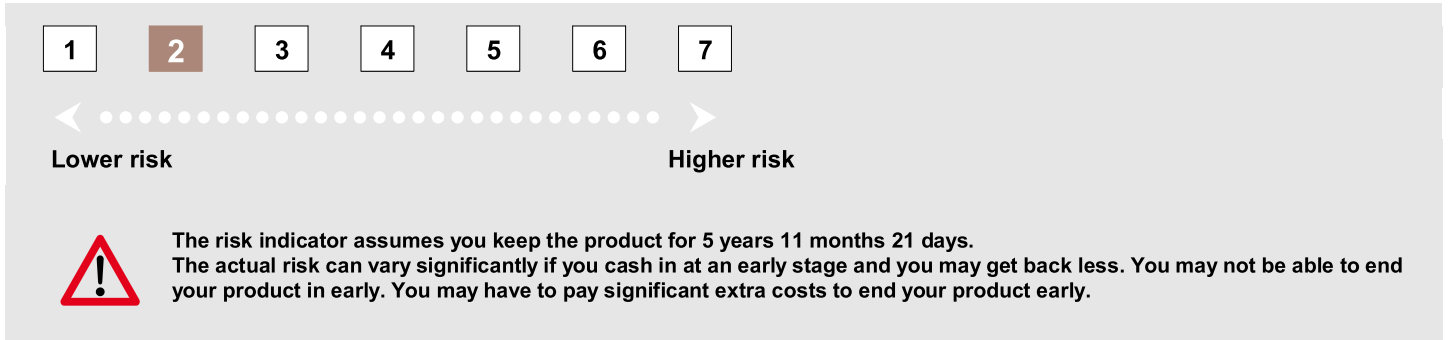 1 2 3 4 5 6 7
Lower risk Higher risk
The risk indicator assumes you keep the product for 5 years 11 months 21 days.
The actual risk can vary significantly if you cash in at an early stage and you may get back less. You may not be able to end
your product in early. You may have to pay significant extra costs to end your product early.